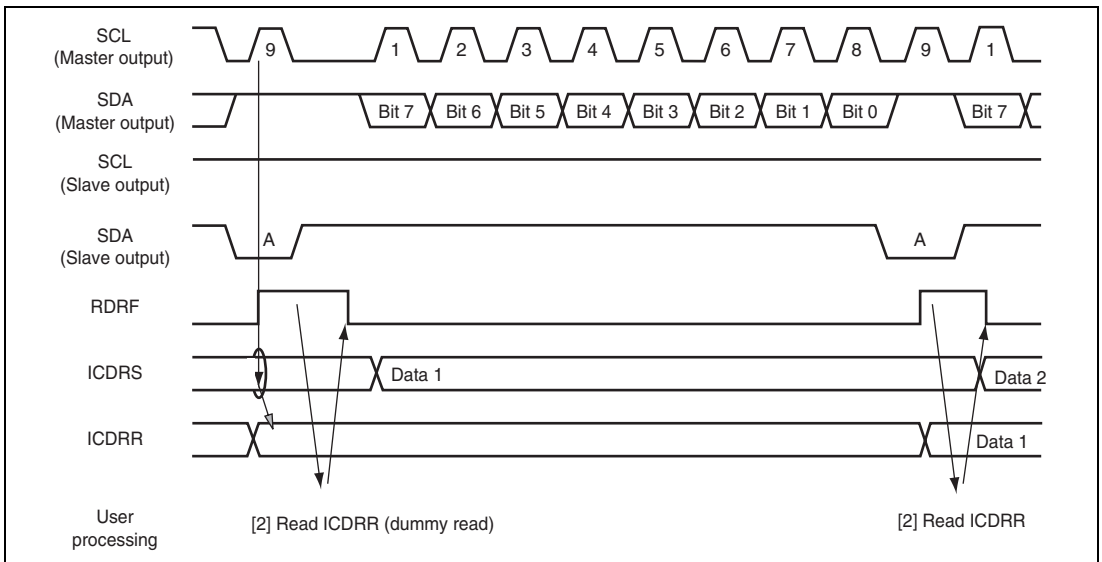 SCL
(Master output)
9 1 2 3 4 5 6 7 8 9 1
SDA
(Master output)
Bit 7 Bit 6 Bit 5 Bit 4 Bit 3 Bit 2 Bit 1 Bit 0 Bit 7
SCL
(Slave output)
SDA
(Slave output)
A A
RDRF
ICDRS
Data 1 Data 2
ICDRR
Data 1
User
processing
[2] Read ICDRR (dummy read) [2] Read ICDRR